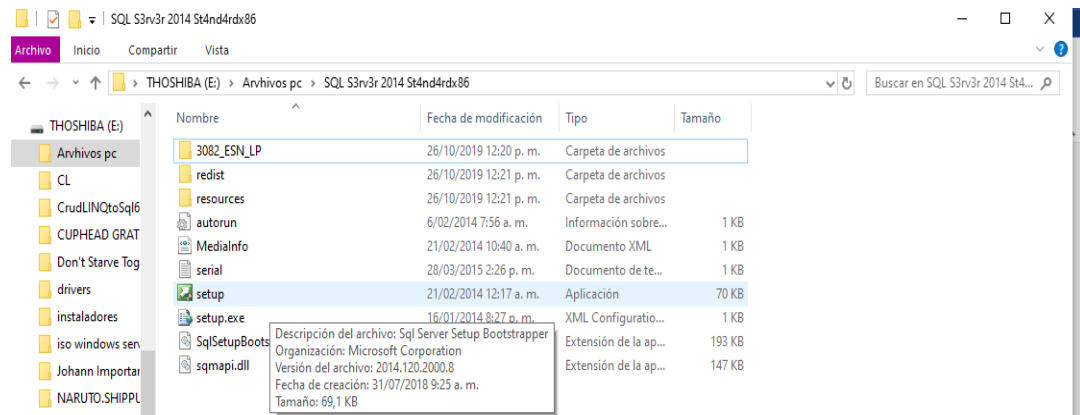 SQL S3rv3r 2014 St4nd4rdx86
Archivo Inicio Compartir Vista
THOSHIBA (E:) > Arvhivos pc > SQL S3rv3r 2014 St4nd4rdx86
Buscar en SQL S3rv3r 2014 St4...
THOSHIBA (E:)
Arvhivos pc
CL
CrudLINQtoSql6
CUPHEAD GRAT
Don't Starve Tog
drivers
instaladores
iso windows serv
Johann Importan
NARUTO.SHIPPU
Nombre Fecha de modificación Tipo Tamaño
3082_ESN_LP 26/10/2019 12:20 p. m. Carpeta de archivos
redist 26/10/2019 12:21 p. m. Carpeta de archivos
resources 26/10/2019 12:21 p. m. Carpeta de archivos
autorun 6/02/2014 7:56 a. m. Información sobre... 1 KB
MediaInfo 21/02/2014 10:40 a. m. Documento XML 1 KB
serial 28/03/2015 2:26 p. m. Documento de te... 1 KB
setup 21/02/2014 12:17 a. m. Aplicación 70 KB
setup.exe 16/01/2014 8:27 p. m. XML Configuratio... 1 KB
SqlSetupBoots Extensión de la ap... 193 KB
sqmapi.dll Extensión de la ap... 147 KB
Descripción del archivo: Sql Server Setup Bootstrapper
Organización: Microsoft Corporation
Versión del archivo: 2014.120.2000.8
Fecha de creación: 31/07/2018 9:25 a. m.
Tamaño: 69,1 KB